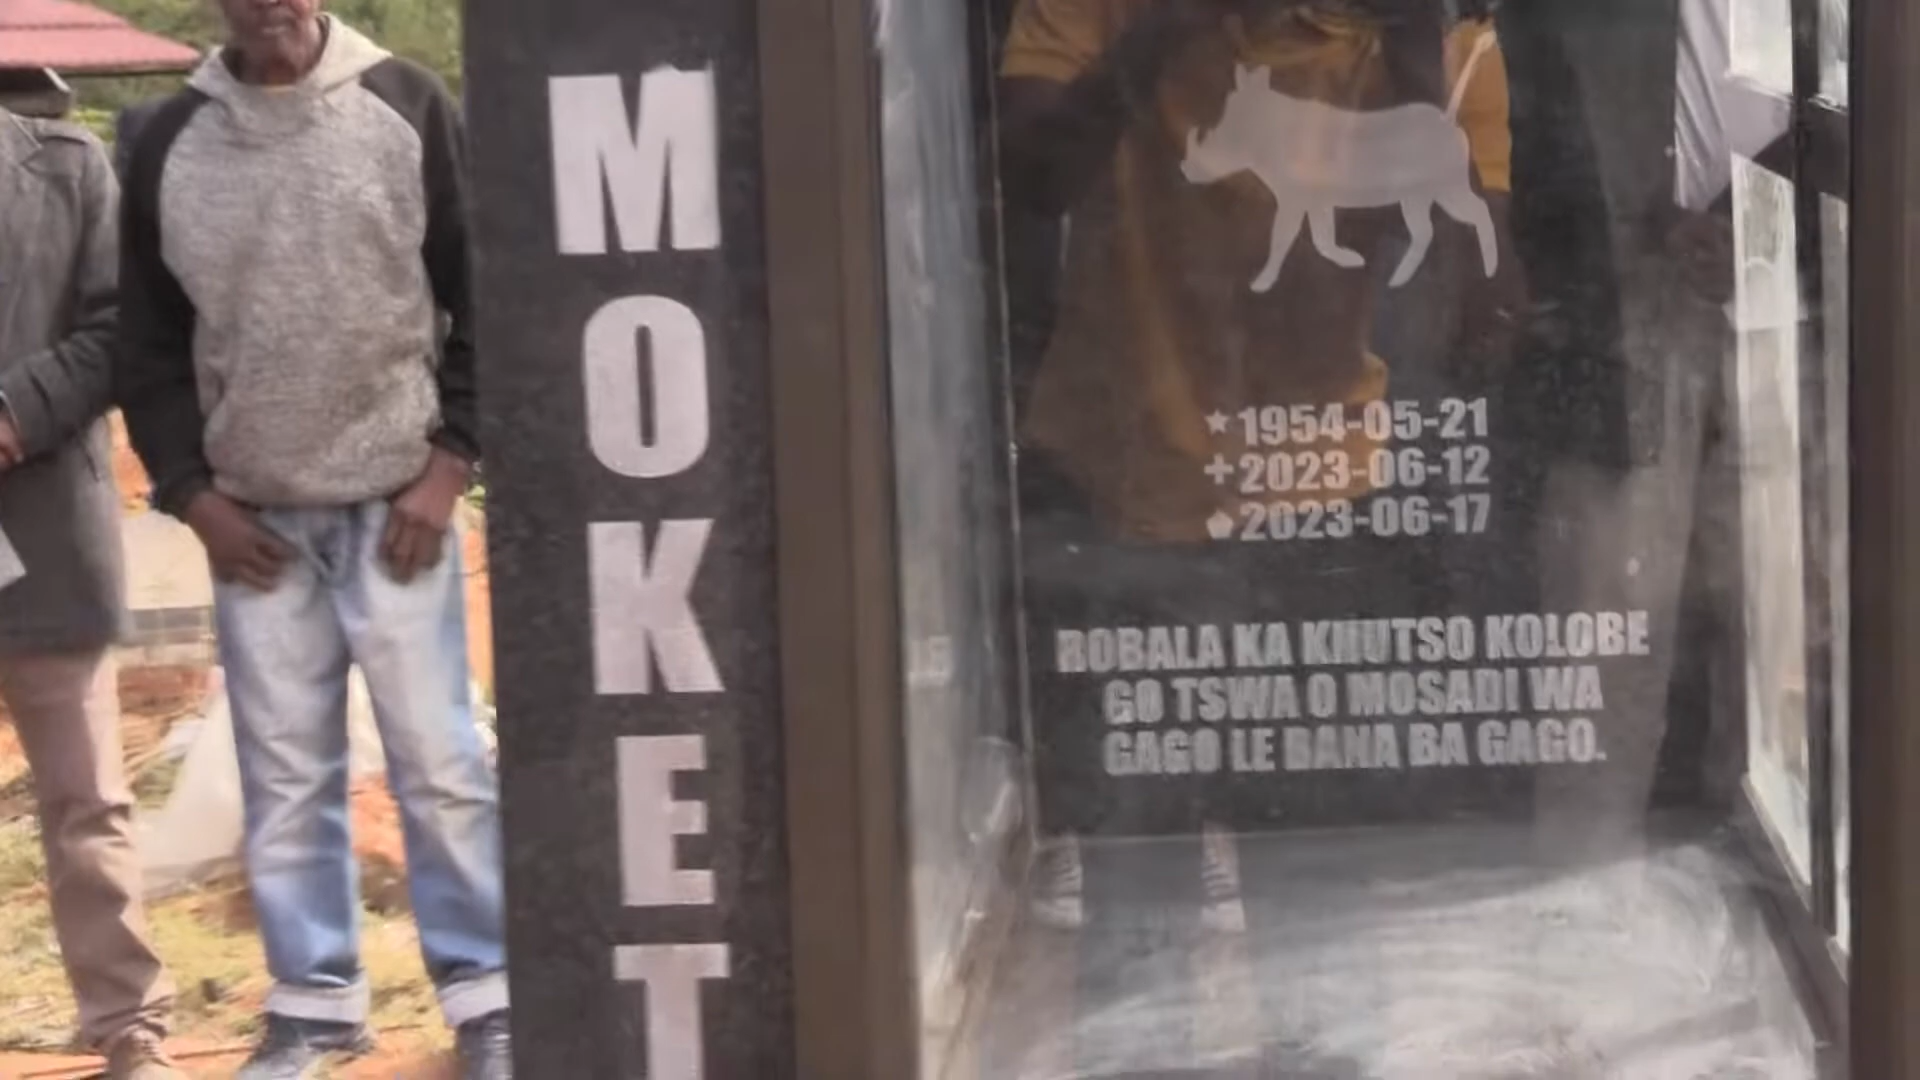 MOKET
★1954-05-21
+2023-06-12
⬟2023-06-17
ROBALA KA KHUTSO KOLOBE
GO TSWA O MOSADI WA
GAGO LE BANA BA GAGO.